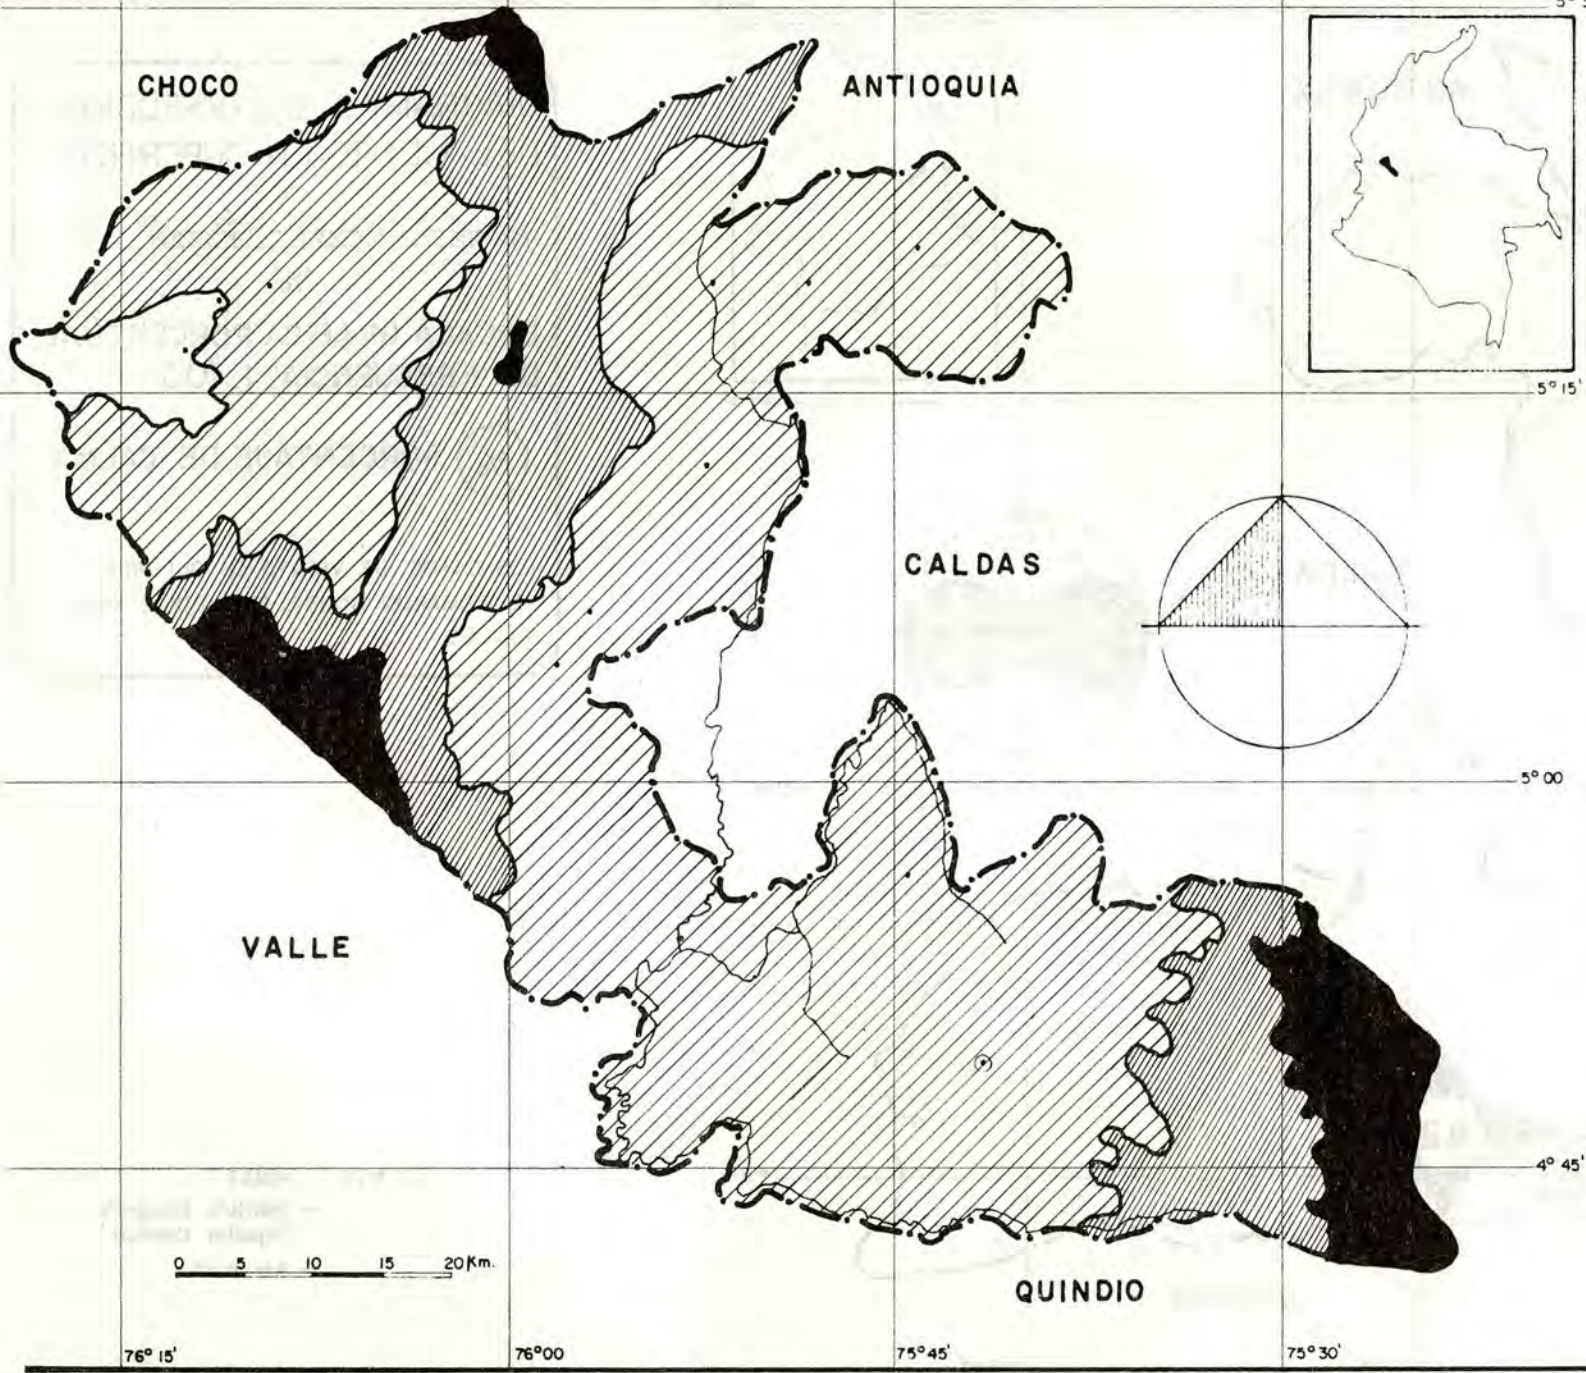 CHOCO
ANTIOQUIA
5° 15'
CALDAS
5° 00
VALLE
4° 45'
0 5 10 15 20 Km.
QUINDIO
76° 15'
76° 00
75° 45'
75° 30'